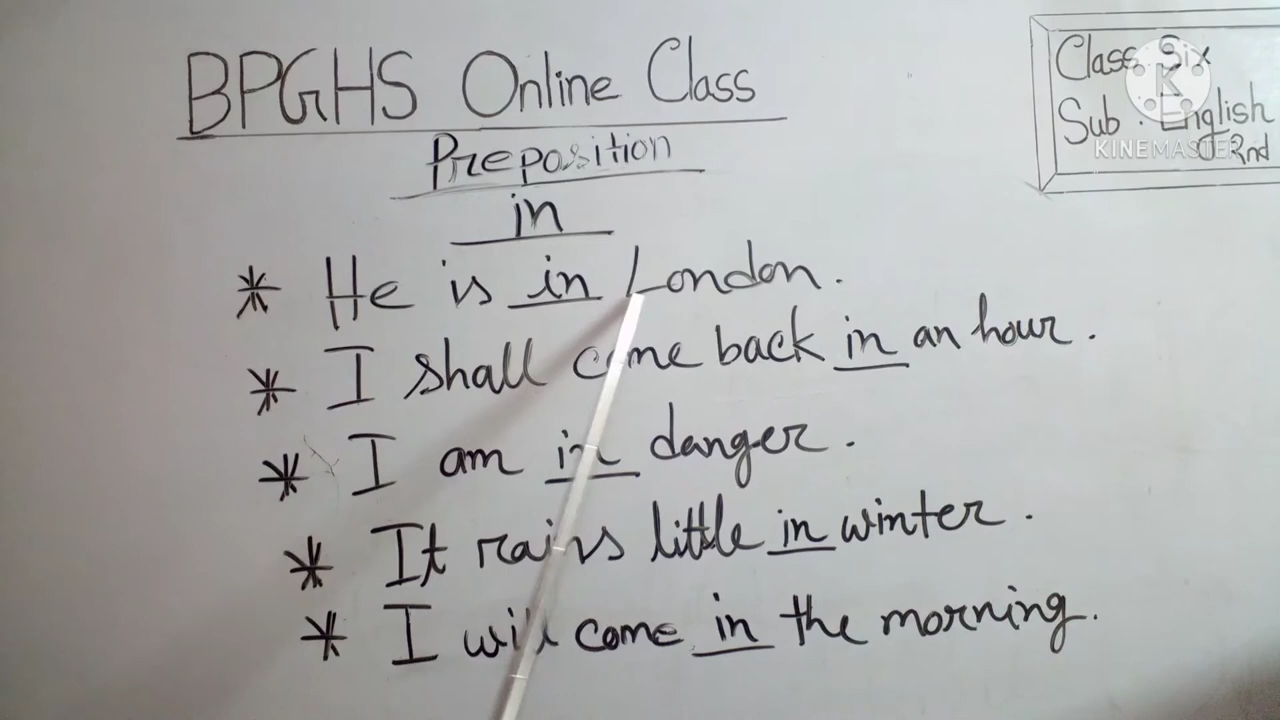 BPGHS Online Class
Class Six
Sub : English 2nd
KINEMASTER
Preposition
in
* He is in London.
* I shall come back in an hour.
* I am in danger.
* It rains little in winter.
* I will come in the morning.